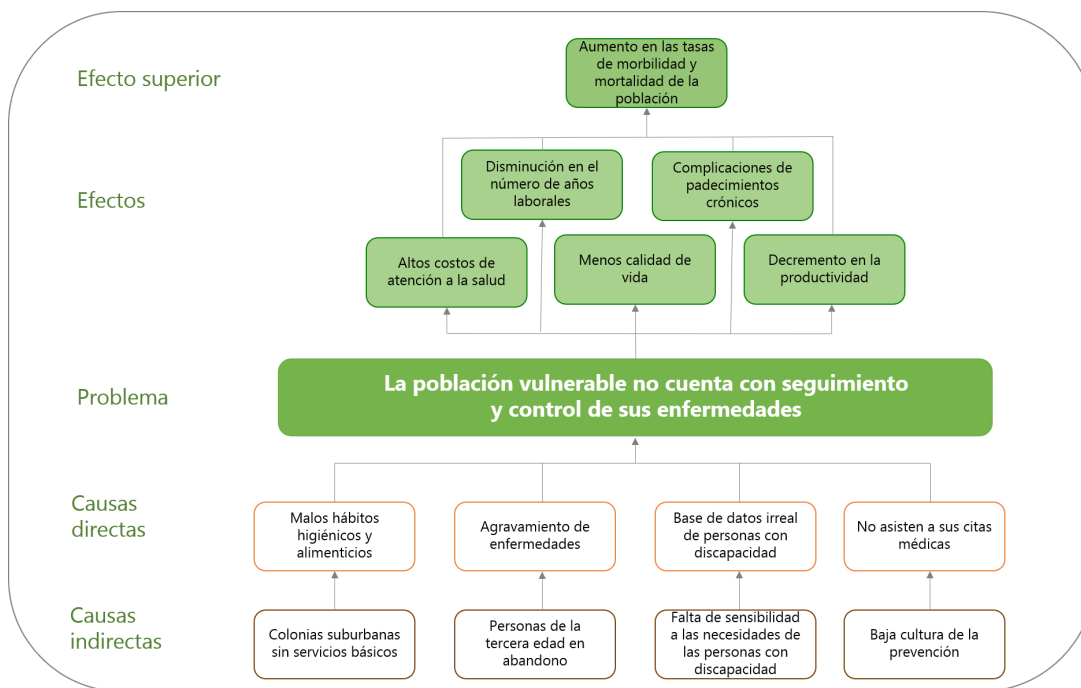 Efecto superior
Aumento en las tasas
de morbilidad y
mortalidad de la
población
Efectos
Disminución en el
número de años
laborales
Complicaciones de
padecimientos
crónicos
Altos costos de
atención a la salud
Menos calidad de
vida
Decremento en la
productividad
Problema
La población vulnerable no cuenta con seguimiento
y control de sus enfermedades
Causas
directas
Malos hábitos
higiénicos y
alimenticios
Agravamiento de
enfermedades
Base de datos irreal
de personas con
discapacidad
No asisten a sus citas
médicas
Causas
indirectas
Colonias suburbanas
sin servicios básicos
Personas de la
tercera edad en
abandono
Falta de sensibilidad
a las necesidades de
las personas con
discapacidad
Baja cultura de la
prevención